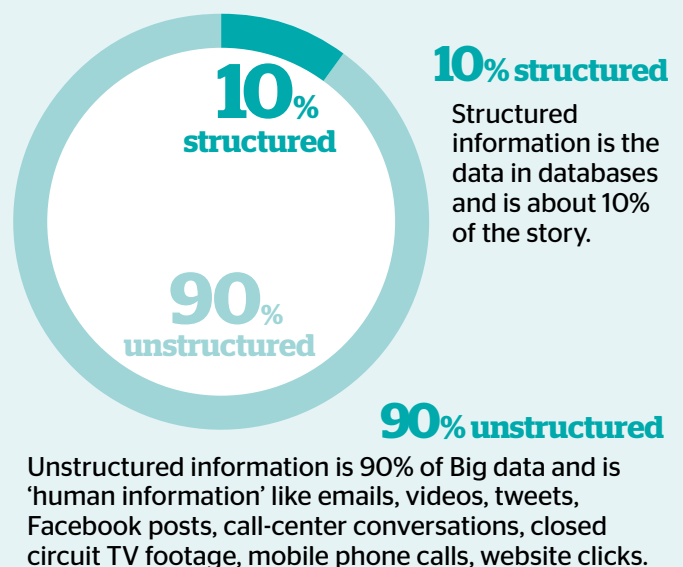 10% structured
10%
structured
Structured
information is the
data in databases
and is about 10%
of the story.
90%
unstructured
90% unstructured
Unstructured information is 90% of Big data and is
‘human information’ like emails, videos, tweets,
Facebook posts, call-center conversations, closed
circuit TV footage, mobile phone calls, website clicks.